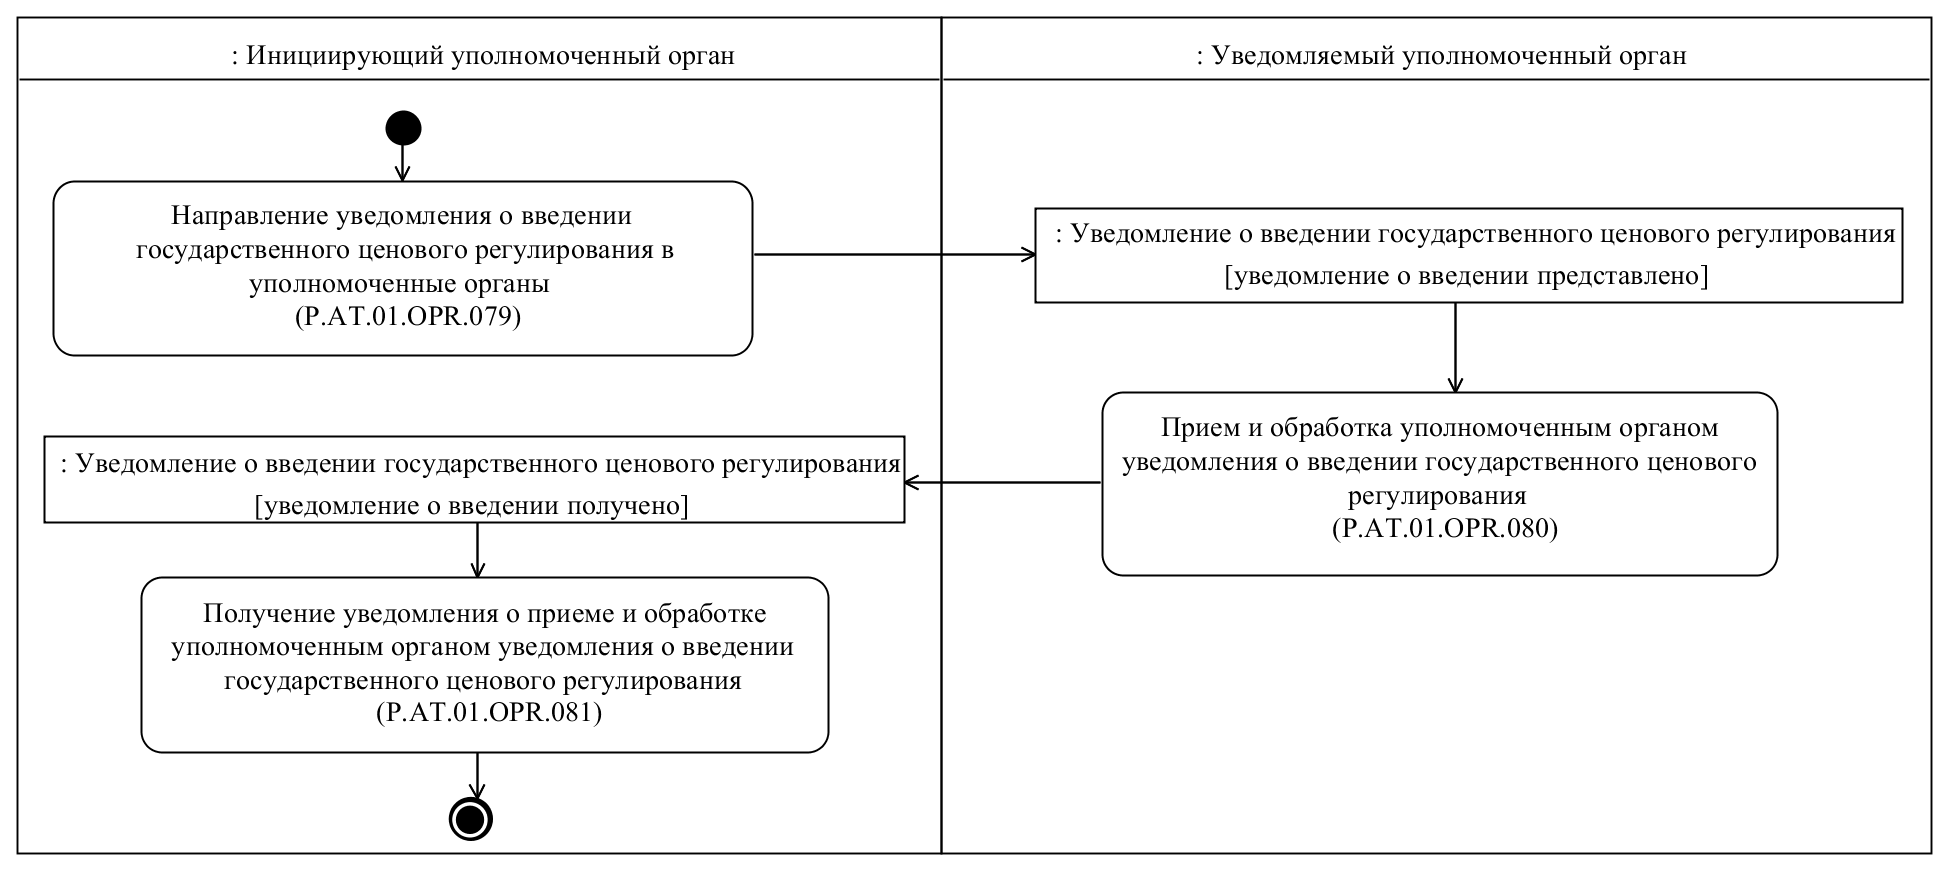 : Инициирующий уполномоченный орган
: Уведомляемый уполномоченный орган
Направление уведомления о введении
государственного ценового регулирования в
уполномоченные органы
(P.AT.01.OPR.079)
: Уведомление о введении государственного ценового регулирования
[уведомление о введении представлено]
Прием и обработка уполномоченным органом
уведомления о введении государственного ценового
регулирования
(P.AT.01.OPR.080)
: Уведомление о введении государственного ценового регулирования
[уведомление о введении получено]
Получение уведомления о приеме и обработке
уполномоченным органом уведомления о введении
государственного ценового регулирования
(P.AT.01.OPR.081)